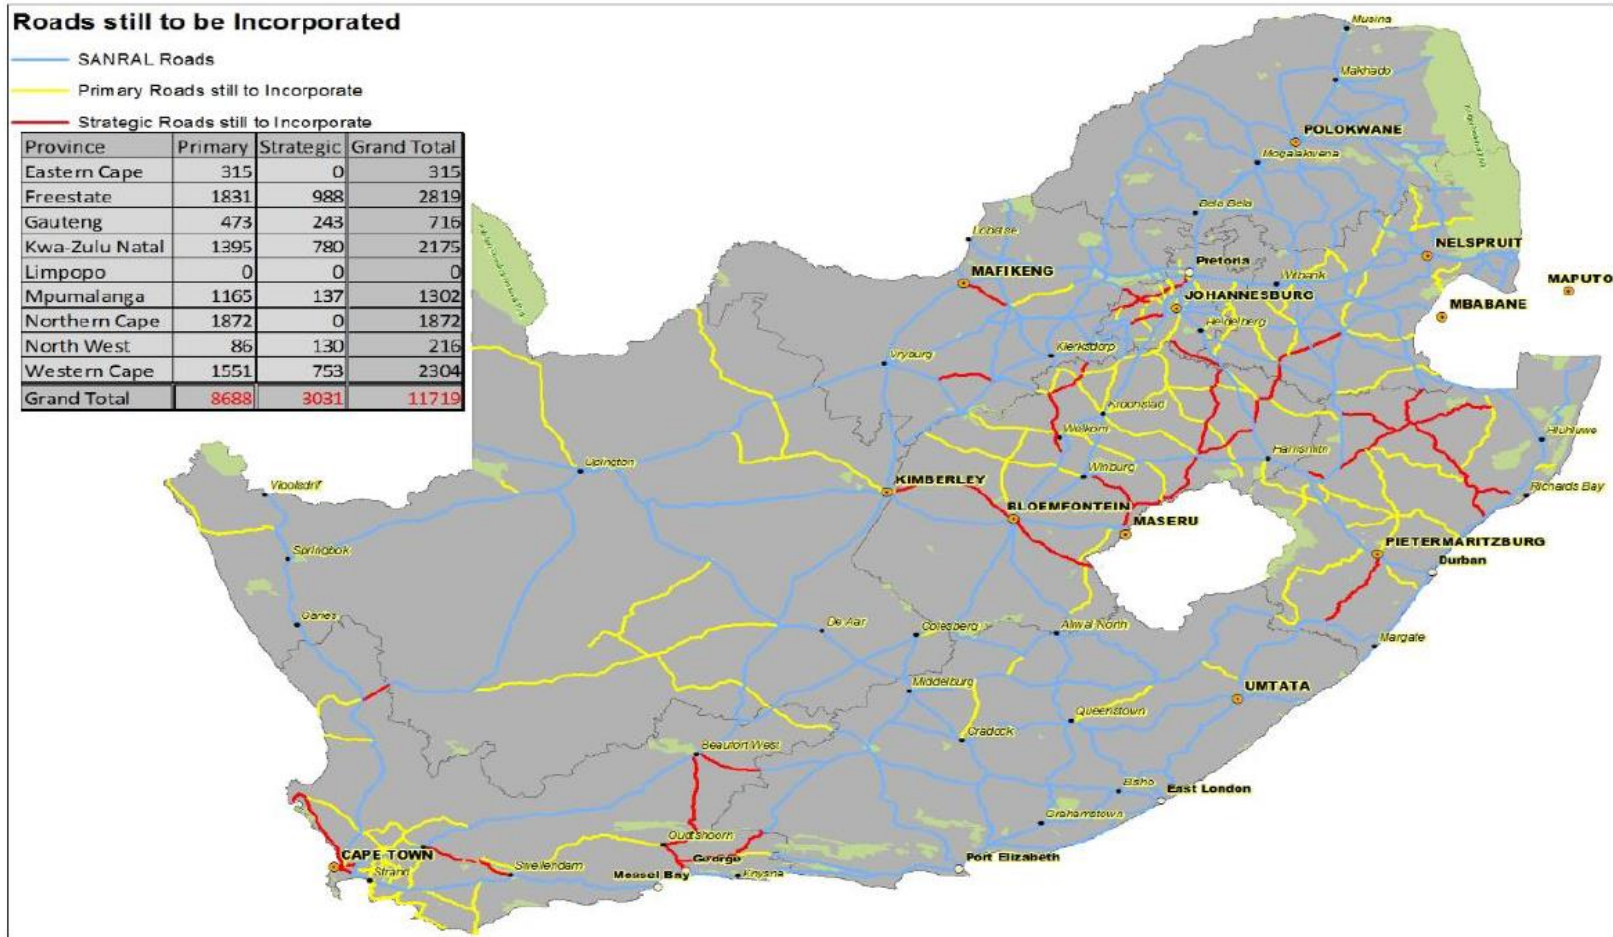 Roads still to be Incorporated
SANRAL Roads
Primary Roads still to Incorporate
Strategic Roads still to Incorporate
Province Primary Strategic Grand Total
Eastern Cape 315 0 315
Freestate 1831 988 2819
Gauteng 473 243 716
Kwa-Zulu Natal 1395 780 2175
Limpopo 0 0 0
Mpumalanga 1165 137 1302
Northern Cape 1872 0 1872
North West 86 130 216
Western Cape 1551 753 2304
Grand Total 8688 3031 11719
Musina
Makhado
POLOKWANE
Mogalakwena
Bela Bela
Lobatse
NELSPRUIT
Pretoria
MAFIKENG
Witbank
MAPUTO
JOHANNESBURG
MBABANE
Heidelberg
Klerksdorp
Vryburg
Kroonstad
Welkom
Hluhluwe
Harrismith
Upington
Winburg
KIMBERLEY
Vioolsdrif
Richards Bay
BLOEMFONTEIN
MASERU
PIETERMARITZBURG
Springbok
Durban
Garies
De Aar
Colesberg
Aliwal North
Margate
Middelburg
UMTATA
Queenstown
Cradock
Beaufort West
Bisho
East London
Grahamstown
Oudtshoorn
CAPE TOWN
George
Port Elizabeth
Strand
Swellendam
Mossel Bay
Knysna